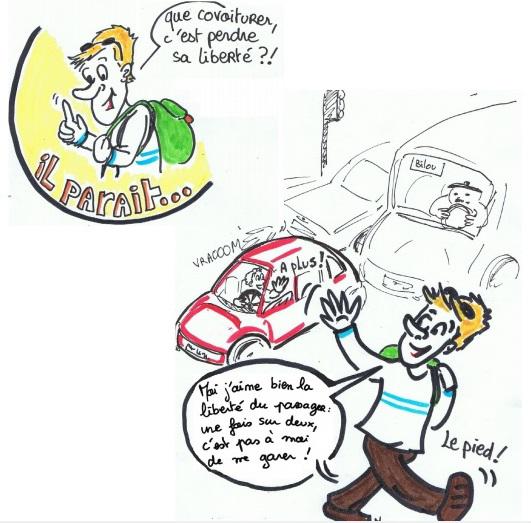 que covoiturer,
c'est perdre
sa liberté ?!
iL PARAiT...
Bilou
VRAOOOM
A PLUS!
Moi j'aime bien la
liberté du passager:
une fois sur deux,
c'est pas à moi
de me garer !
Le pied!